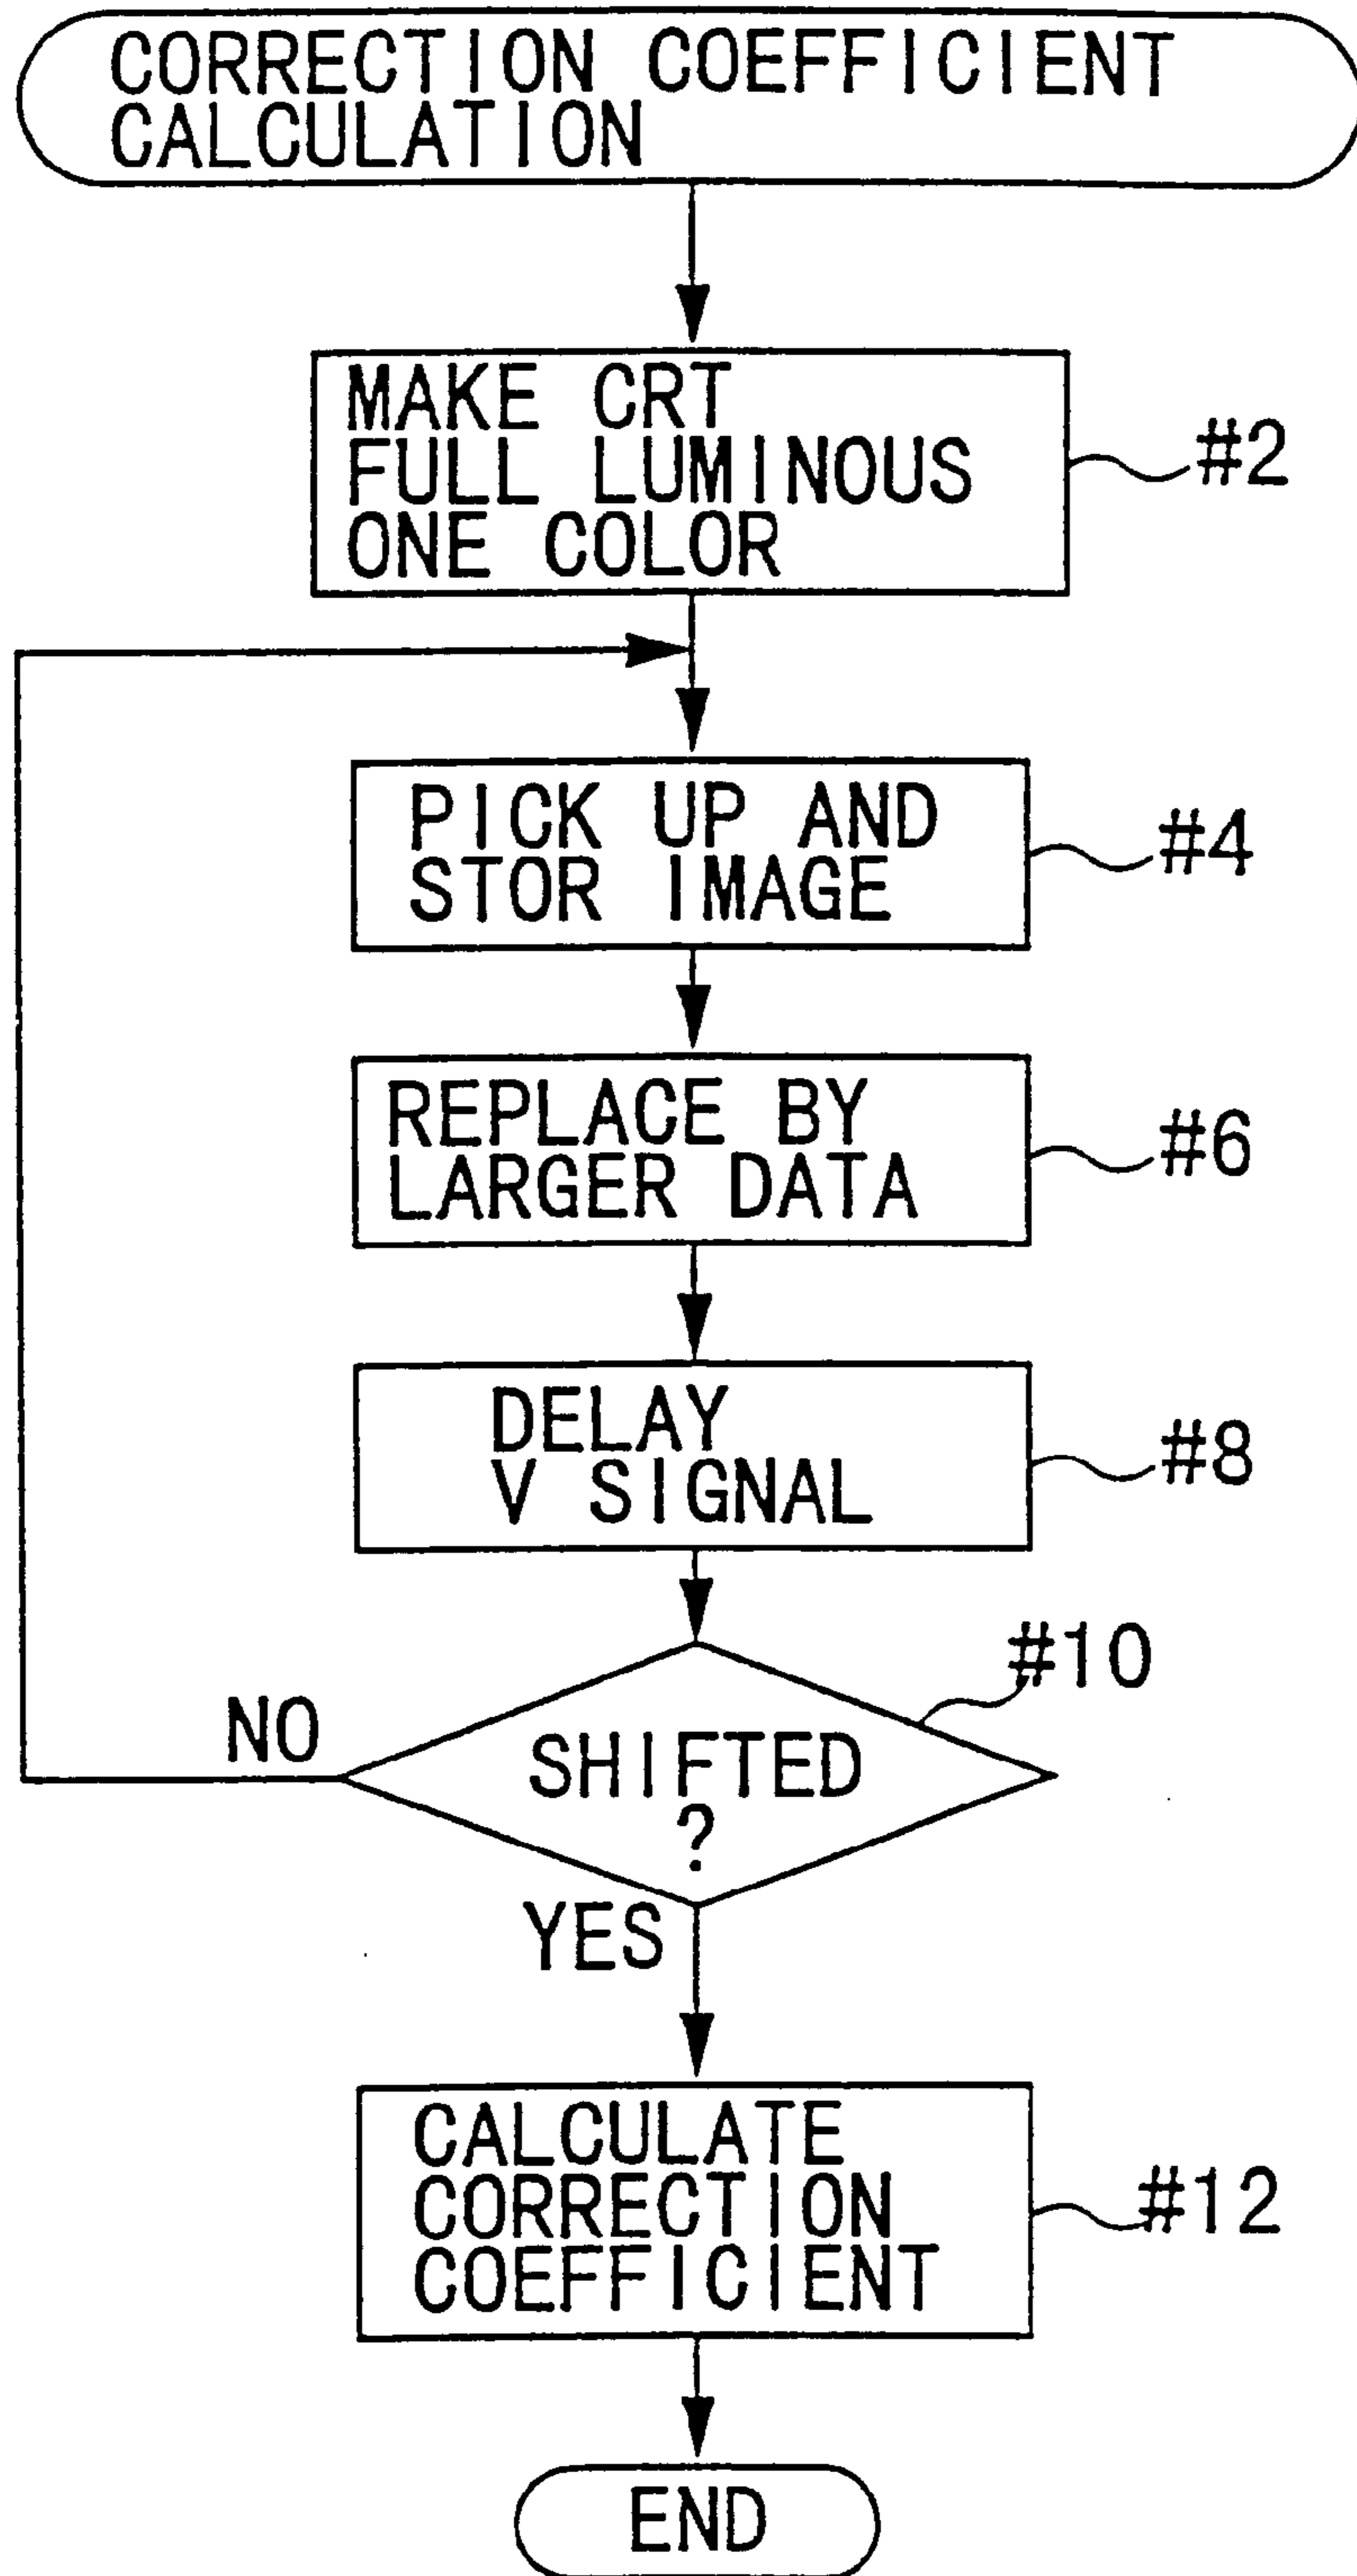 CORRECTION COEFFICIENT
CALCULATION
MAKE CRT
FULL LUMINOUS
ONE COLOR
#2
PICK UP AND
STOR IMAGE
#4
REPLACE BY
LARGER DATA
#6
DELAY
V SIGNAL
#8
#10
NO
SHIFTED
?
YES
CALCULATE
CORRECTION
COEFFICIENT
#12
END